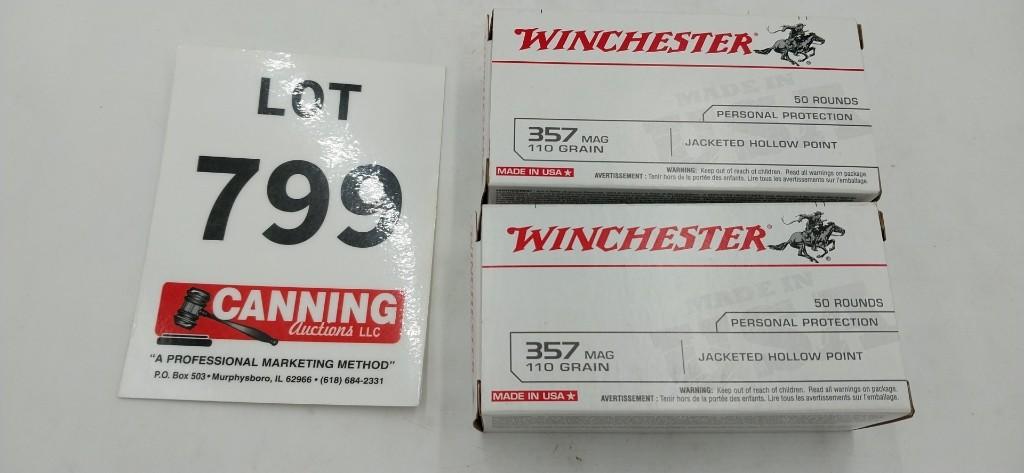 LOT
799
CANNING
Auctions LLC
"A PROFESSIONAL MARKETING METHOD"
P.O. Box 503 • Murphysboro, IL 62966 • (618) 684-2331
WINCHESTER
MADE IN
50 ROUNDS
PERSONAL PROTECTION
357 MAG
110 GRAIN
JACKETED HOLLOW POINT
MADE IN USA★
WARNING: Keep out of reach of children. Read all warnings on package.
AVERTISSEMENT : Tenir hors de la portée des enfants. Lire tous les avertissements sur l'emballage.
WINCHESTER
MADE IN
USA
50 ROUNDS
PERSONAL PROTECTION
357 MAG
110 GRAIN
JACKETED HOLLOW POINT
MADE IN USA★
WARNING: Keep out of reach of children. Read all warnings on package.
AVERTISSEMENT : Tenir hors de la portée des enfants. Lire tous les avertissements sur l'emballage.